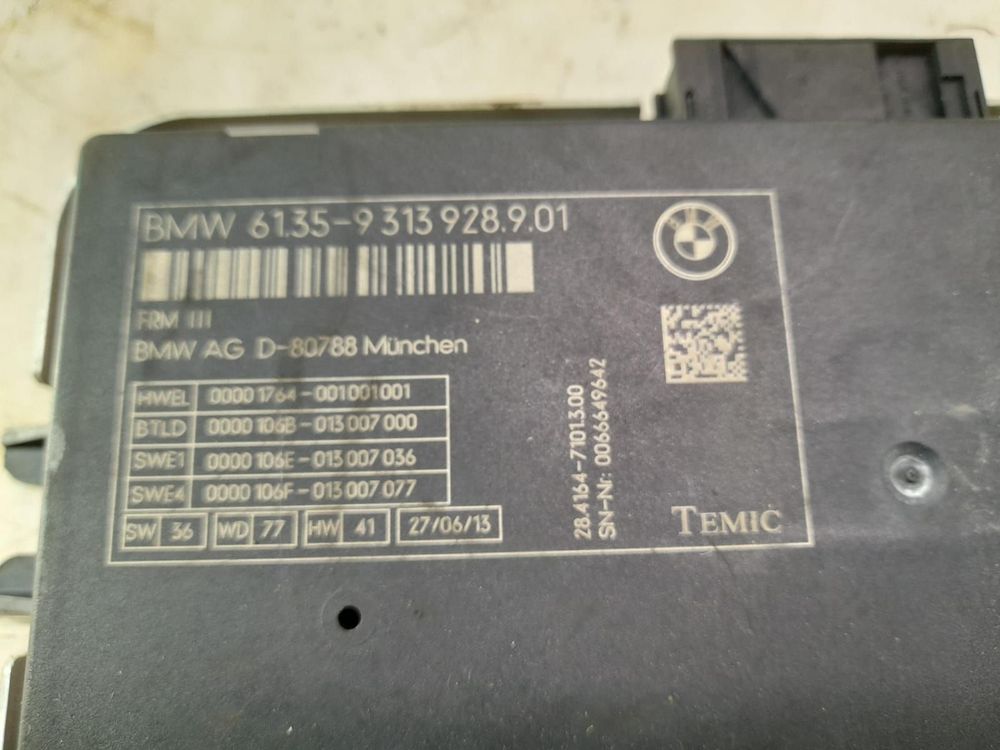 BMW 61.35-9 313 928.9.01
FRM III
BMW AG D-80788 München
HWEL 0000 1764-001 001 001
BTLD 0000 106B-013 007 000
SWE1 0000 106E-013 007 036
SWE4 0000 106F-013 007 077
SW 36 WD 77 HW 41 27/06/13
28.4164-7101.3.00
SN-Nr: 0066649642
TEMIC